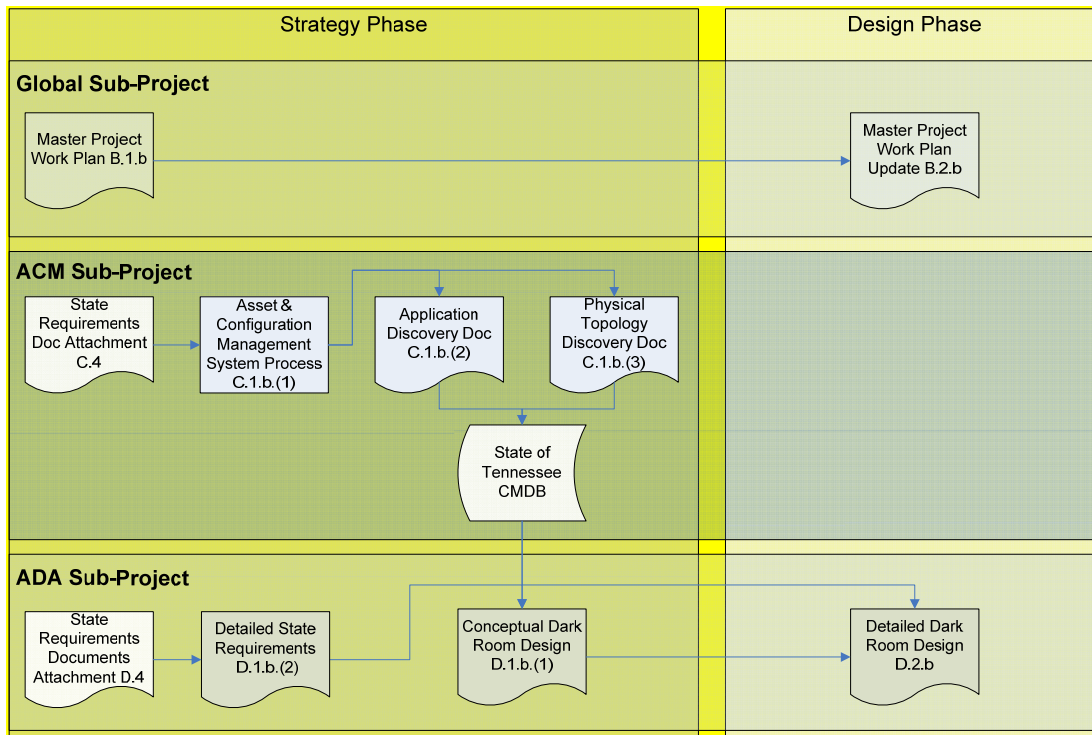 Strategy Phase
Design Phase
Global Sub-Project
Master Project
Work Plan B.1.b
Master Project
Work Plan
Update B.2.b
ACM Sub-Project
State
Requirements
Doc Attachment
C.4
Asset &
Configuration
Management
System Process
C.1.b.(1)
Application
Discovery Doc
C.1.b.(2)
Physical
Topology
Discovery Doc
C.1.b.(3)
State of
Tennessee
CMDB
ADA Sub-Project
State
Requirements
Documents
Attachment D.4
Detailed State
Requirements
D.1.b.(2)
Conceptual Dark
Room Design
D.1.b.(1)
Detailed Dark
Room Design
D.2.b